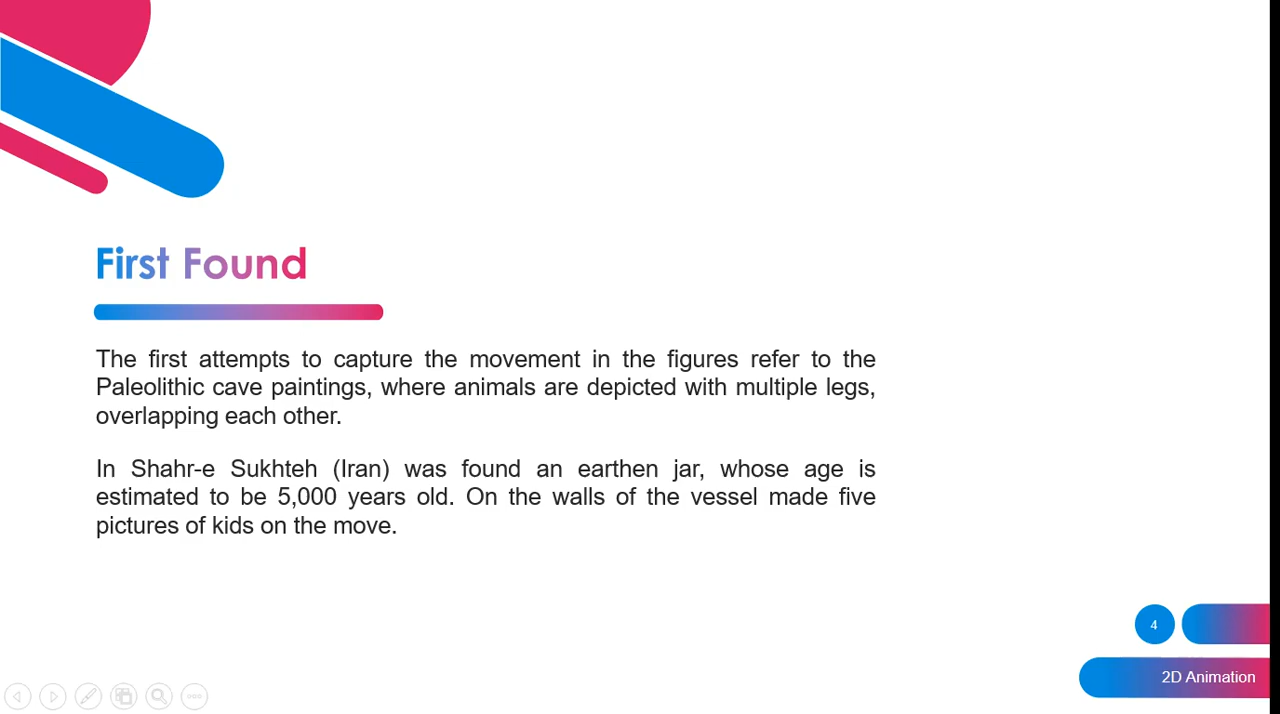 First Found
The first attempts to capture the movement in the figures refer to the
Paleolithic cave paintings, where animals are depicted with multiple legs,
overlapping each other.
In Shahr-e Sukhteh (Iran) was found an earthen jar, whose age is
estimated to be 5,000 years old. On the walls of the vessel made five
pictures of kids on the move.
4
2D Animation